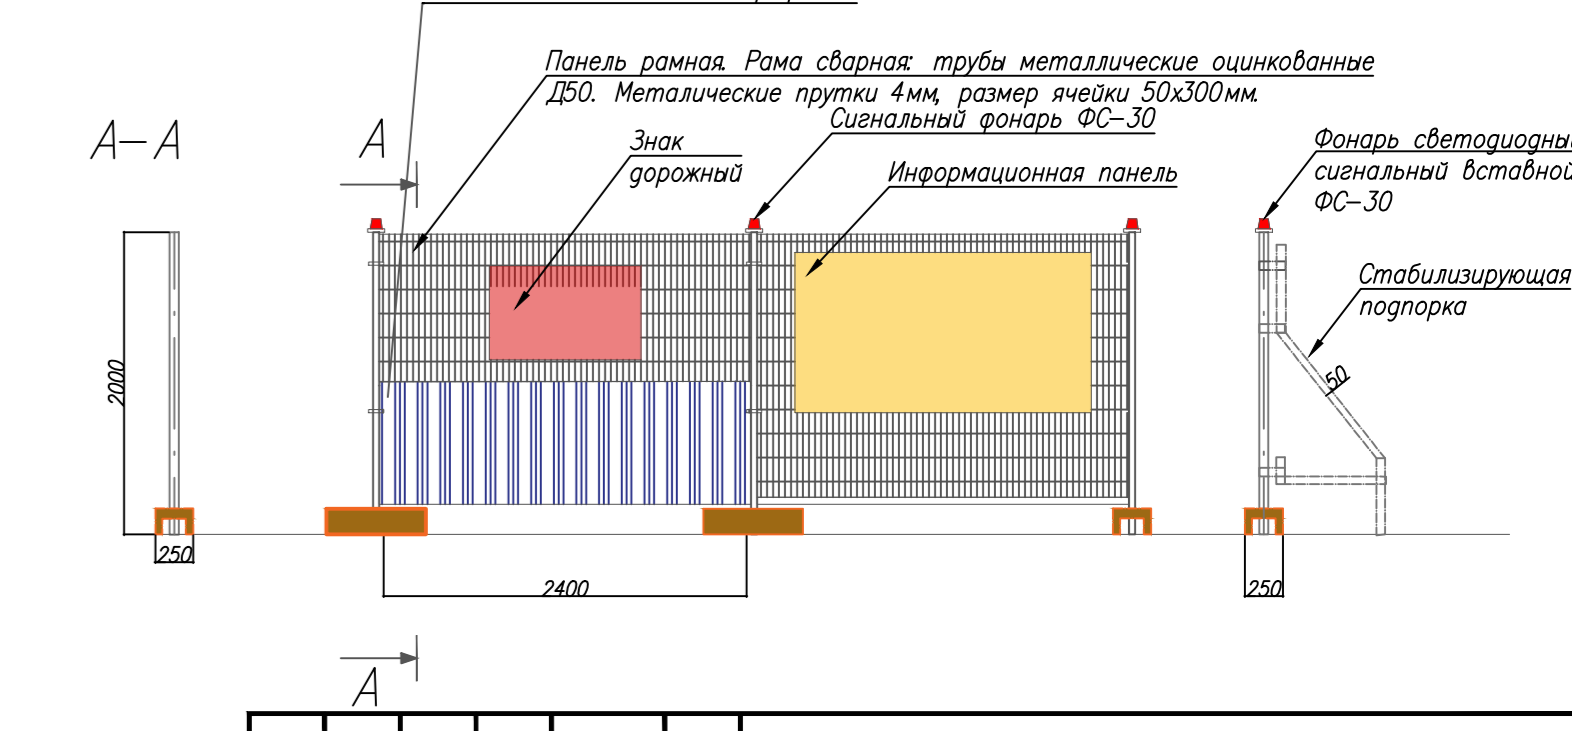 Панель рамная. Рама сварная: трубы металлические оцинкованные
Д50. Металические прутки 4мм, размер ячейки 50х300мм.
Сигнальный фонарь ФС-30
А-А
А
Знак
дорожный
Информационная панель
Фонарь светодиодны
сигнальный вставной
ФС-30
Стабилизирующая
подпорка
2000
50
250
2400
250
А